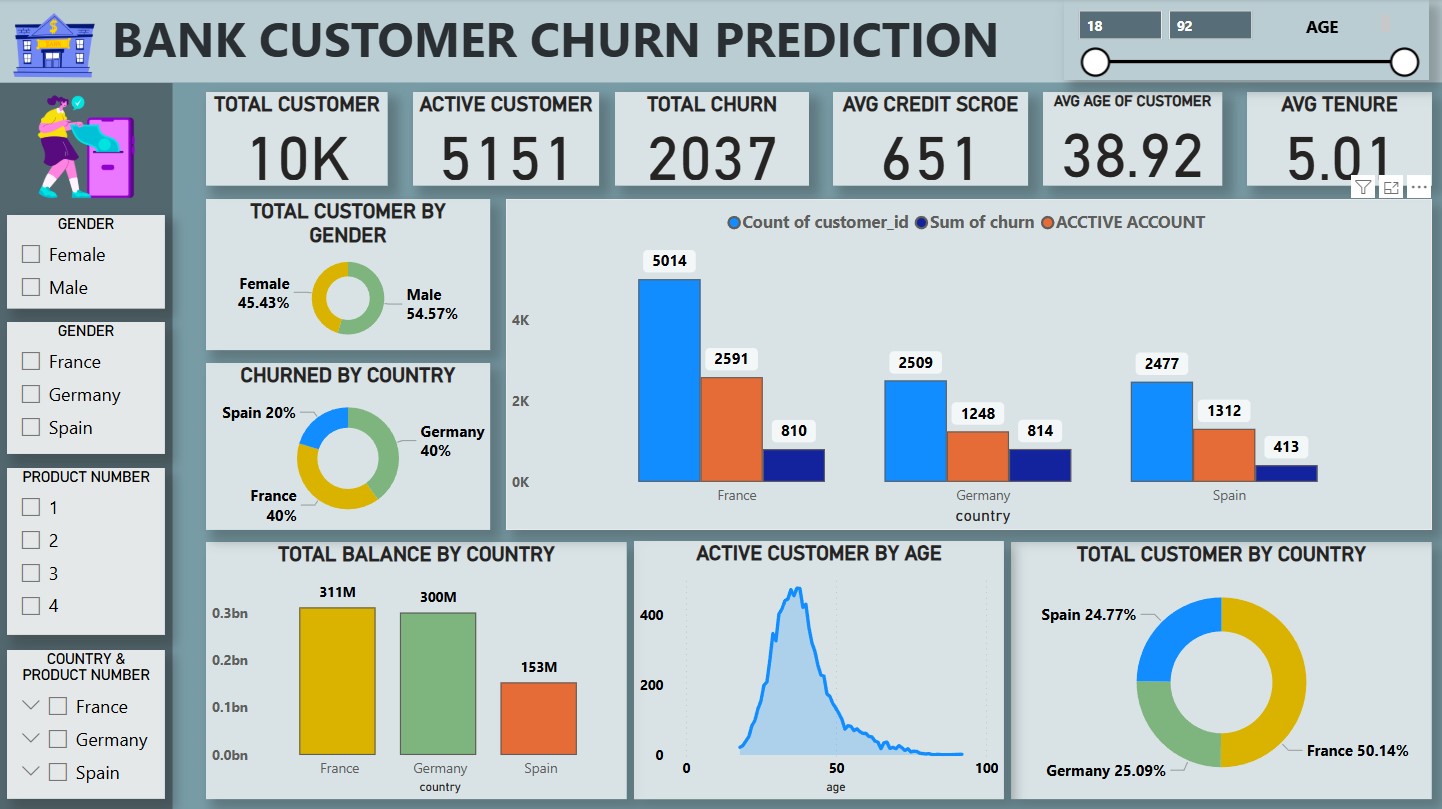 BANK CUSTOMER CHURN PREDICTION
18
92
AGE
TOTAL CUSTOMER
10K
ACTIVE CUSTOMER
5151
TOTAL CHURN
2037
AVG CREDIT SCROE
651
AVG AGE OF CUSTOMER
38.92
AVG TENURE
5.01
GENDER
Female
Male
GENDER
France
Germany
Spain
PRODUCT NUMBER
1
2
3
4
COUNTRY &
PRODUCT NUMBER
France
Germany
Spain
TOTAL CUSTOMER BY
GENDER
Female
45.43%
Male
54.57%
CHURNED BY COUNTRY
Spain 20%
Germany
40%
France
40%
Count of customer_id
Sum of churn
ACCTIVE ACCOUNT
4K
2K
0K
5014
2591
810
2509
1248
814
2477
1312
413
France
Germany
Spain
country
TOTAL BALANCE BY COUNTRY
0.3bn
0.2bn
0.1bn
0.0bn
311M
300M
153M
France
Germany
Spain
country
ACTIVE CUSTOMER BY AGE
400
200
0
0
50
100
age
TOTAL CUSTOMER BY COUNTRY
Spain 24.77%
France 50.14%
Germany 25.09%